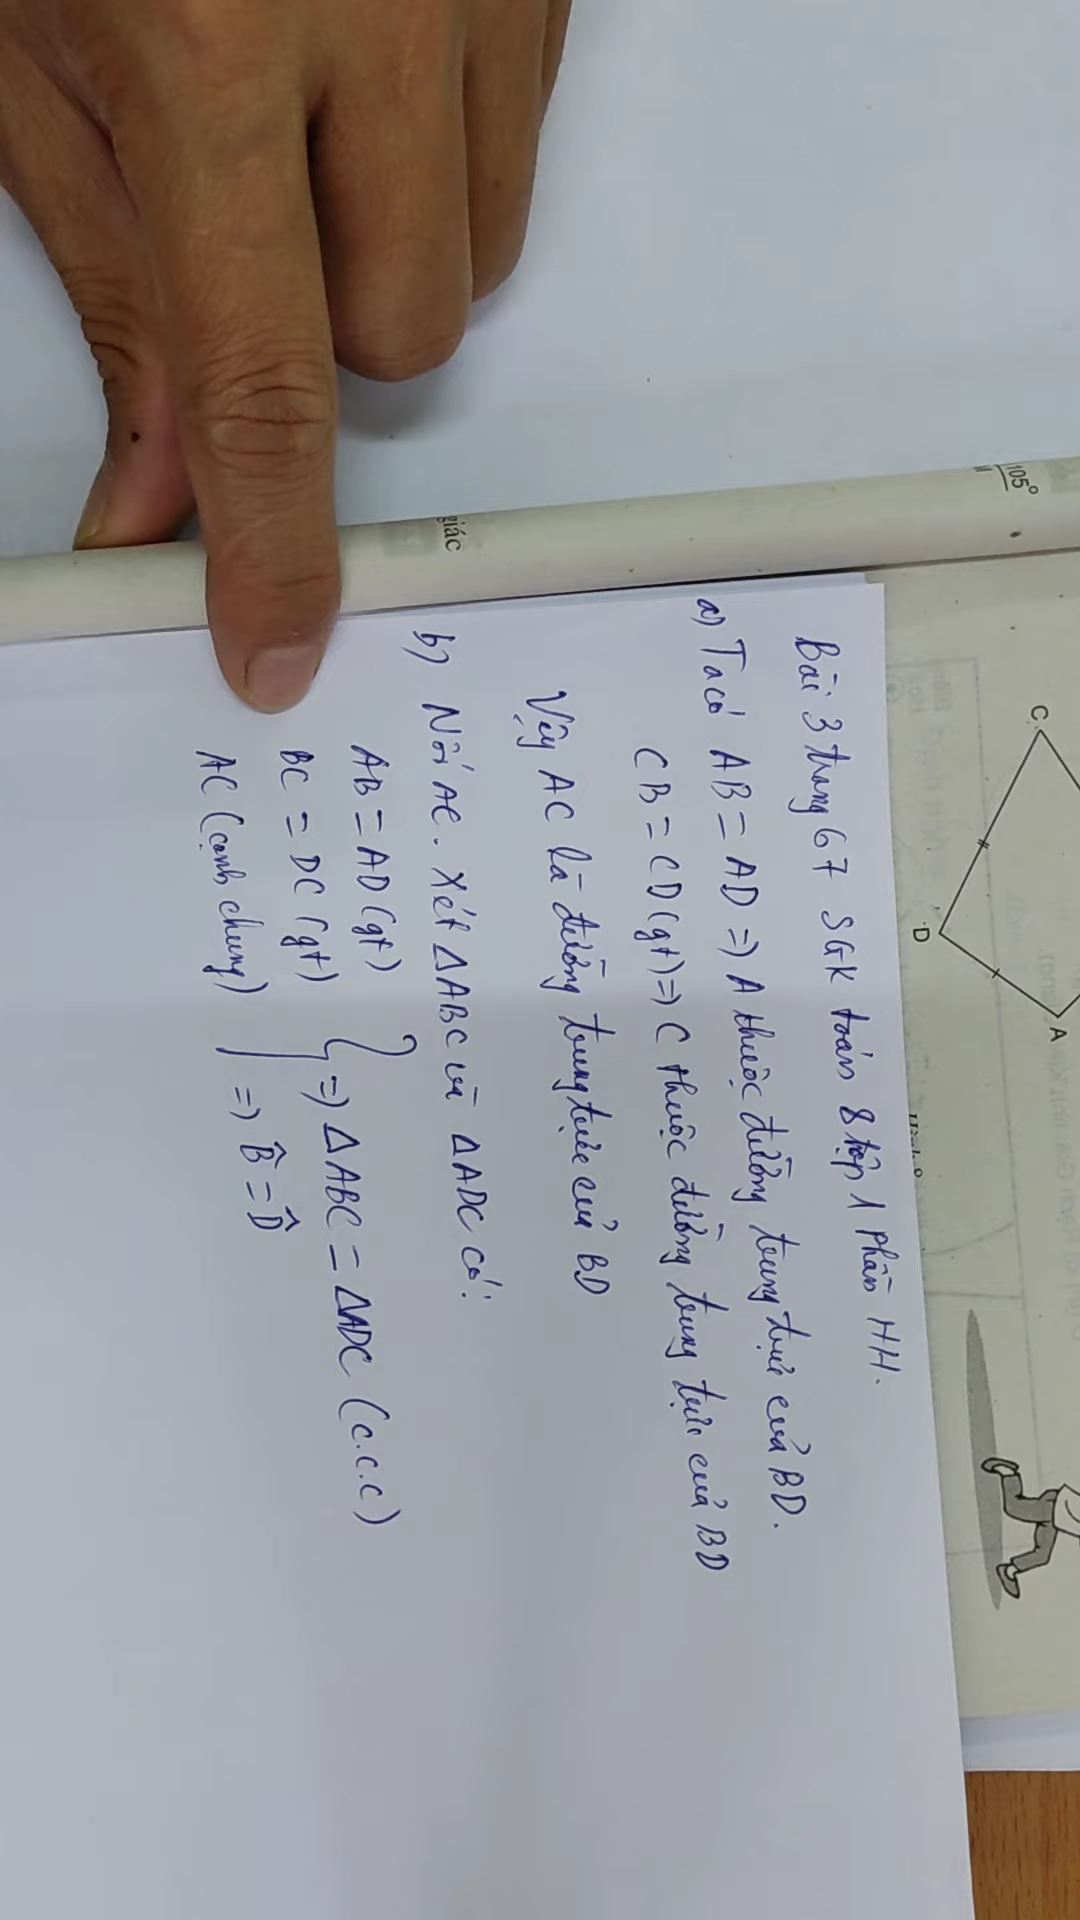 105°
giác
C
D
A
Bài 3 trang 67 SGK toán 8 tập 1 phần HH.
a) Ta có AB = AD => A thuộc đường trung trực của BD.
CB = CD (gt) => C thuộc đường trung trực của BD
Vậy AC là đường trung trực của BD
b) Nối AC. Xét ΔABC và ΔADC có:
AB = AD (gt)
BC = DC (gt) } => ΔABC = ΔADC (c.c.c)
AC (cạnh chung) => B̂ = D̂